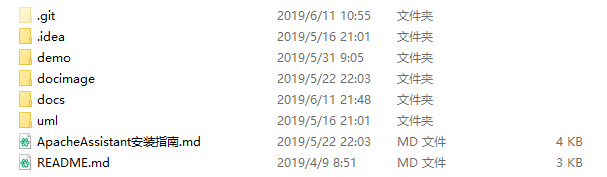 .git 2019/6/11 10:55 文件夹
.idea 2019/5/16 21:01 文件夹
demo 2019/5/31 9:05 文件夹
docimage 2019/5/22 22:03 文件夹
docs 2019/6/11 21:48 文件夹
uml 2019/5/16 21:01 文件夹
ApacheAssistant安装指南.md 2019/5/22 22:03 MD 文件 4 KB
README.md 2019/4/9 8:51 MD 文件 3 KB